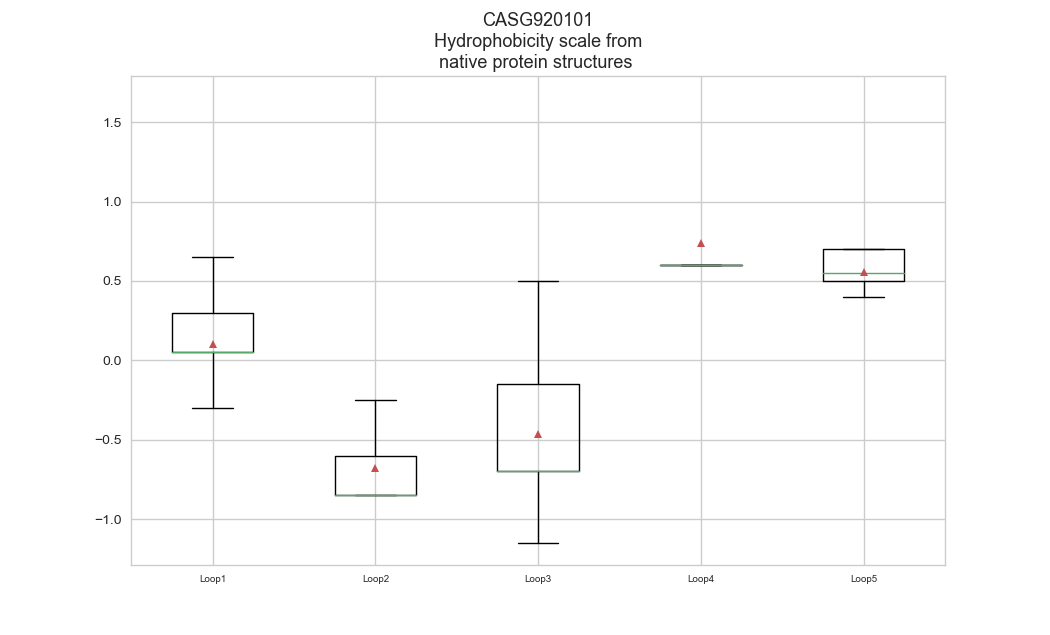 CASG920101
Hydrophobicity scale from
native protein structures
1.5
1.0
0.5
0.0
−0.5
−1.0
Loop1 Loop2 Loop3 Loop4 Loop5